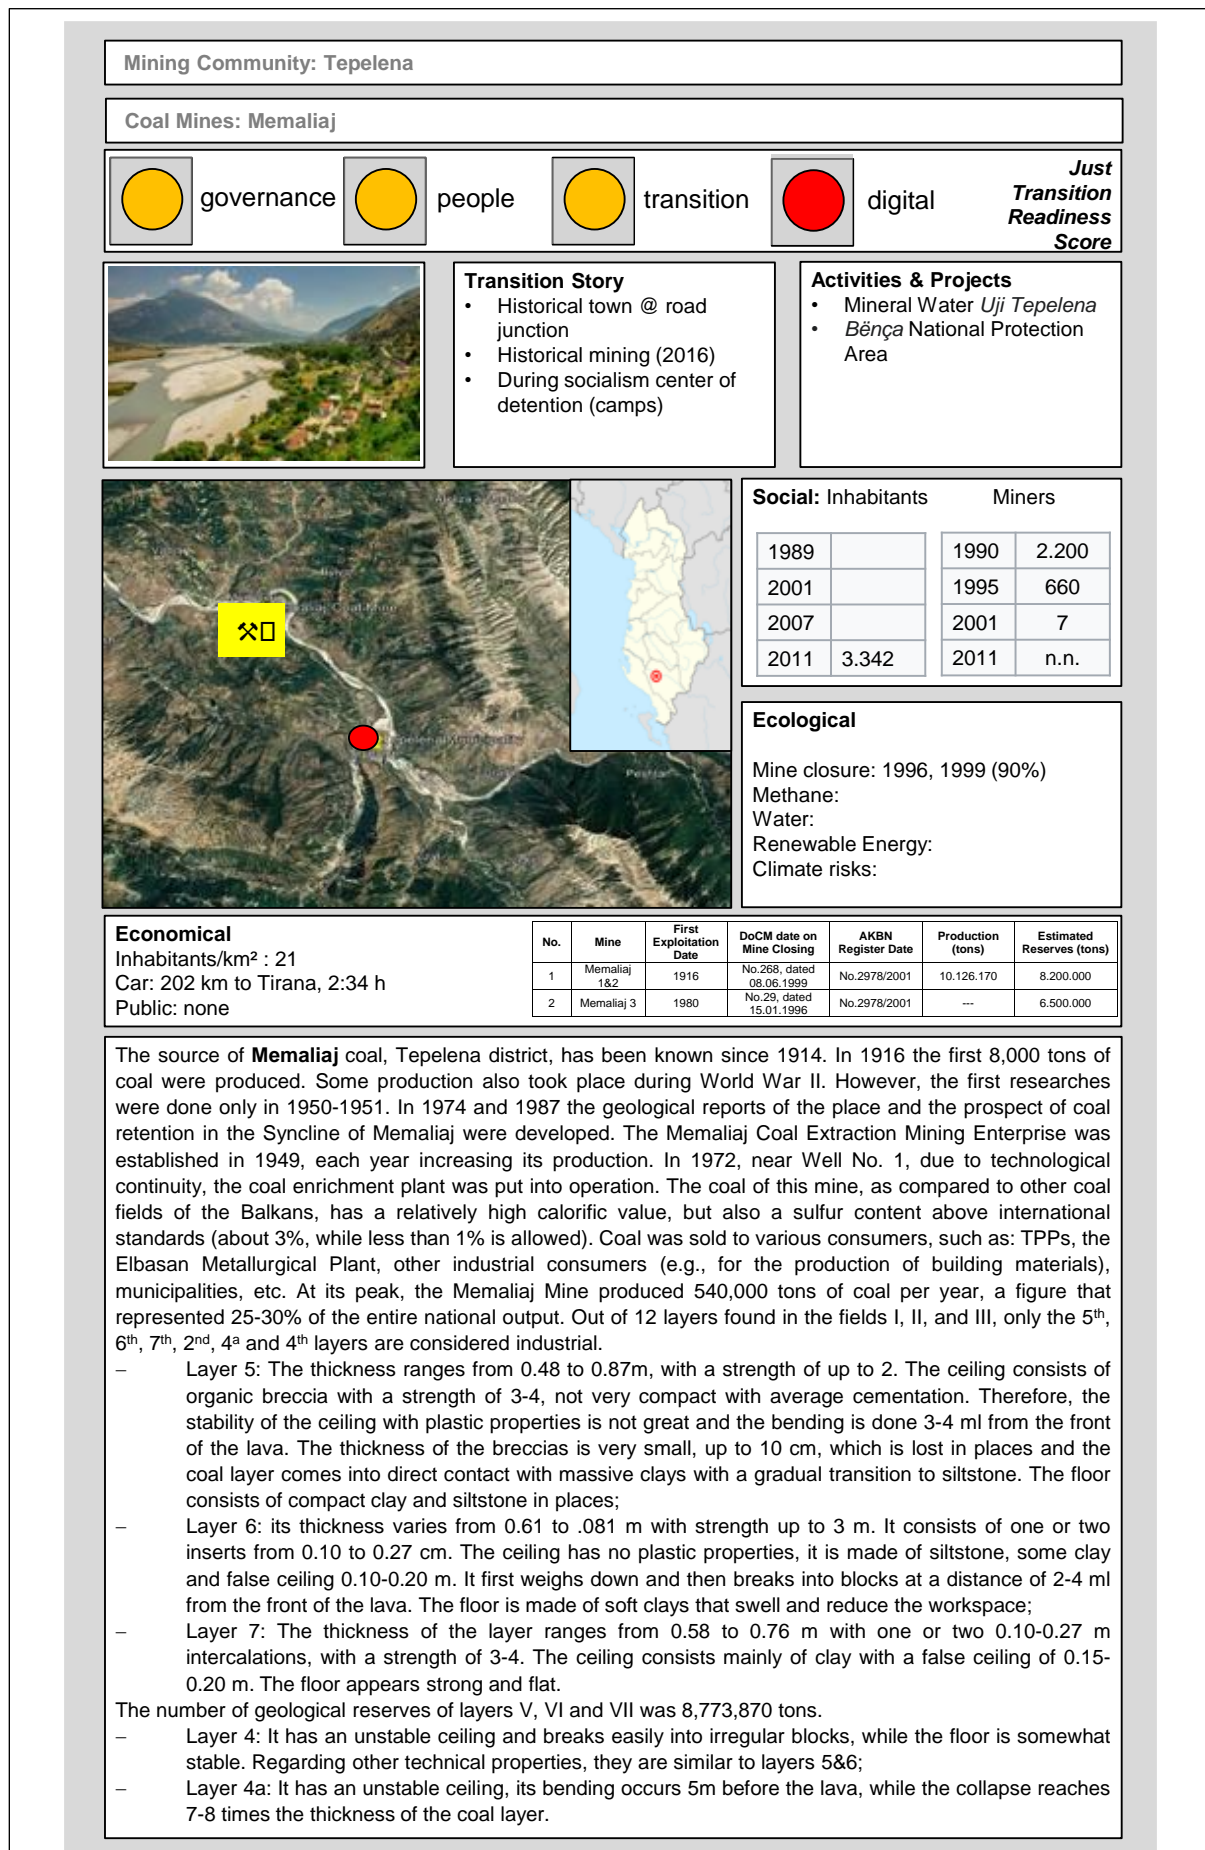 Mining Community: Tepelena
Coal Mines: Memaliaj
governance
people
transition
digital
Just
Transition
Readiness
Score
Transition Story
• Historical town @ road
junction
• Historical mining (2016)
• During socialism center of
detention (camps)
Activities & Projects
• Mineral Water Uji Tepelena
• Bënça National Protection
Area
Social: Inhabitants Miners
1989
2001
2007
2011 3.342
1990 2.200
1995 660
2001 7
2011 n.n.
Ecological
Mine closure: 1996, 1999 (90%)
Methane:
Water:
Renewable Energy:
Climate risks:
Economical
Inhabitants/km² : 21
Car: 202 km to Tirana, 2:34 h
Public: none
No. Mine First Exploitation Date DoCM date on Mine Closing AKBN Register Date Production (tons) Estimated Reserves (tons)
1 Memaliaj 1&2 1916 No.268, dated 08.06.1999 No.2978/2001 10.126.170 8.200.000
2 Memaliaj 3 1980 No.29, dated 15.01.1996 No.2978/2001 --- 6.500.000
The source of Memaliaj coal, Tepelena district, has been known since 1914. In 1916 the first 8,000 tons of
coal were produced. Some production also took place during World War II. However, the first researches
were done only in 1950-1951. In 1974 and 1987 the geological reports of the place and the prospect of coal
retention in the Syncline of Memaliaj were developed. The Memaliaj Coal Extraction Mining Enterprise was
established in 1949, each year increasing its production. In 1972, near Well No. 1, due to technological
continuity, the coal enrichment plant was put into operation. The coal of this mine, as compared to other coal
fields of the Balkans, has a relatively high calorific value, but also a sulfur content above international
standards (about 3%, while less than 1% is allowed). Coal was sold to various consumers, such as: TPPs, the
Elbasan Metallurgical Plant, other industrial consumers (e.g., for the production of building materials),
municipalities, etc. At its peak, the Memaliaj Mine produced 540,000 tons of coal per year, a figure that
represented 25-30% of the entire national output. Out of 12 layers found in the fields I, II, and III, only the 5th,
6th, 7th, 2nd, 4a and 4th layers are considered industrial.
– Layer 5: The thickness ranges from 0.48 to 0.87m, with a strength of up to 2. The ceiling consists of
organic breccia with a strength of 3-4, not very compact with average cementation. Therefore, the
stability of the ceiling with plastic properties is not great and the bending is done 3-4 ml from the front
of the lava. The thickness of the breccias is very small, up to 10 cm, which is lost in places and the
coal layer comes into direct contact with massive clays with a gradual transition to siltstone. The floor
consists of compact clay and siltstone in places;
– Layer 6: its thickness varies from 0.61 to .081 m with strength up to 3 m. It consists of one or two
inserts from 0.10 to 0.27 cm. The ceiling has no plastic properties, it is made of siltstone, some clay
and false ceiling 0.10-0.20 m. It first weighs down and then breaks into blocks at a distance of 2-4 ml
from the front of the lava. The floor is made of soft clays that swell and reduce the workspace;
– Layer 7: The thickness of the layer ranges from 0.58 to 0.76 m with one or two 0.10-0.27 m
intercalations, with a strength of 3-4. The ceiling consists mainly of clay with a false ceiling of 0.15-
0.20 m. The floor appears strong and flat.
The number of geological reserves of layers V, VI and VII was 8,773,870 tons.
– Layer 4: It has an unstable ceiling and breaks easily into irregular blocks, while the floor is somewhat
stable. Regarding other technical properties, they are similar to layers 5&6;
– Layer 4a: It has an unstable ceiling, its bending occurs 5m before the lava, while the collapse reaches
7-8 times the thickness of the coal layer.